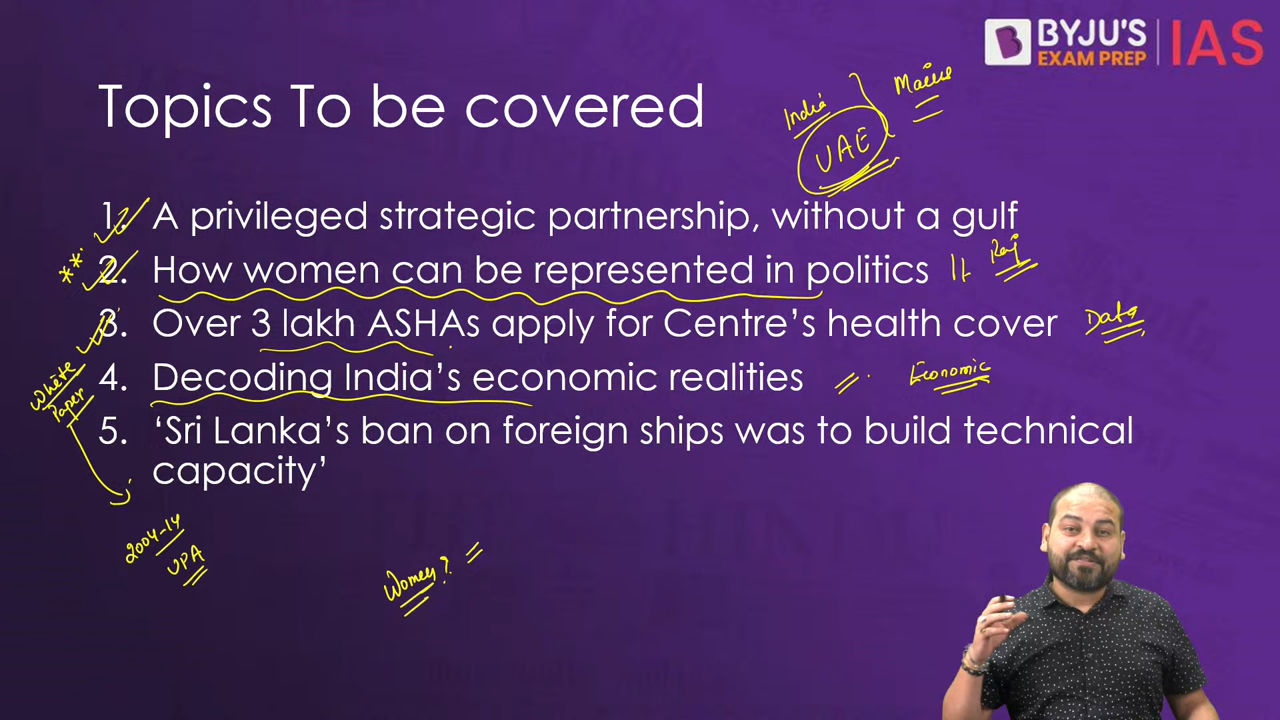 BYJU'S
EXAM PREP
IAS
Topics To be covered
India
UAE
1. A privileged strategic partnership, without a gulf
2. How women can be represented in politics
3. Over 3 lakh ASHAs apply for Centre's health cover
Data
4. Decoding India's economic realities
Economic
White
Paper
5. 'Sri Lanka's ban on foreign ships was to build technical
capacity'
2004-14
UPA
Women?